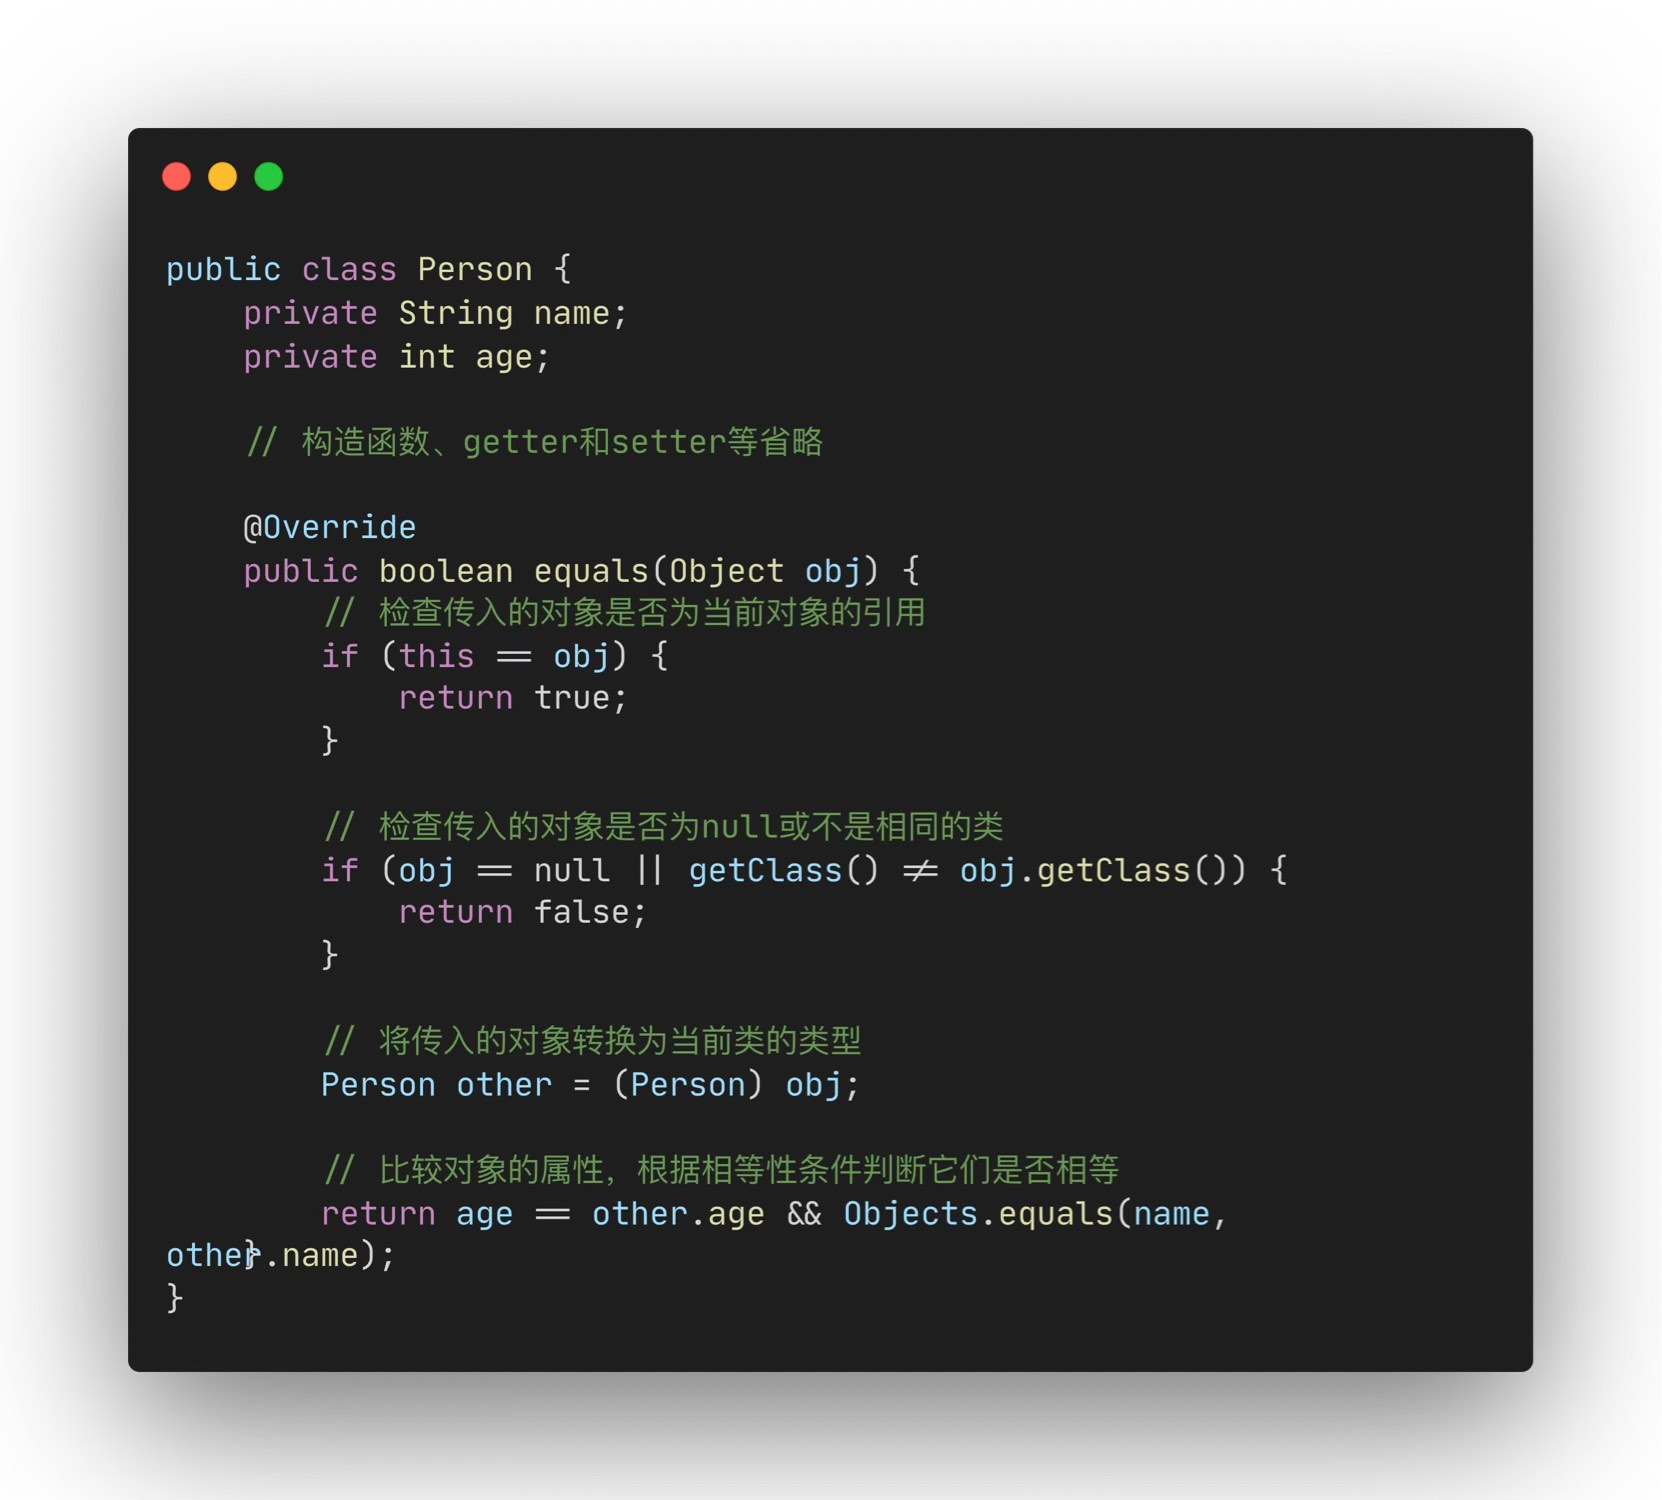 public class Person {
    private String name;
    private int age;

    // 构造函数、getter和setter等省略

    @Override
    public boolean equals(Object obj) {
        // 检查传入的对象是否为当前对象的引用
        if (this == obj) {
            return true;
        }

        // 检查传入的对象是否为null或不是相同的类
        if (obj == null || getClass() != obj.getClass()) {
            return false;
        }

        // 将传入的对象转换为当前类的类型
        Person other = (Person) obj;

        // 比较对象的属性，根据相等性条件判断它们是否相等
        return age == other.age && Objects.equals(name,
other.name);
    }
}